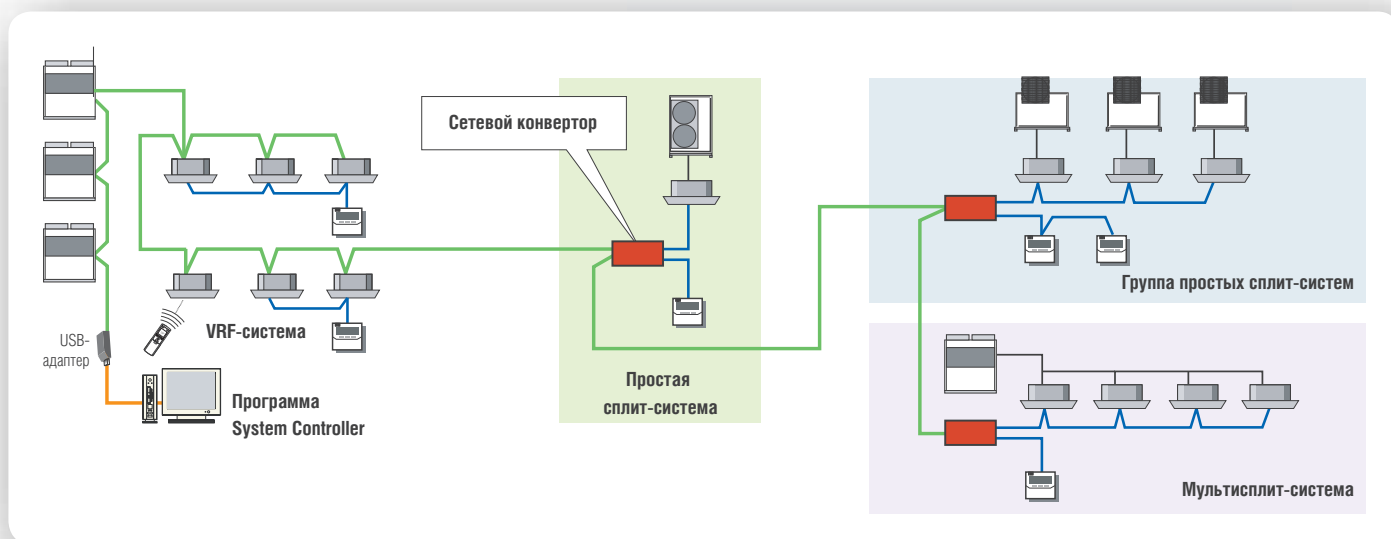 Сетевой конвертор
VRF-система
USB-
адаптер
Программа
System Controller
Простая
сплит-система
Группа простых сплит-систем
Мультисплит-система